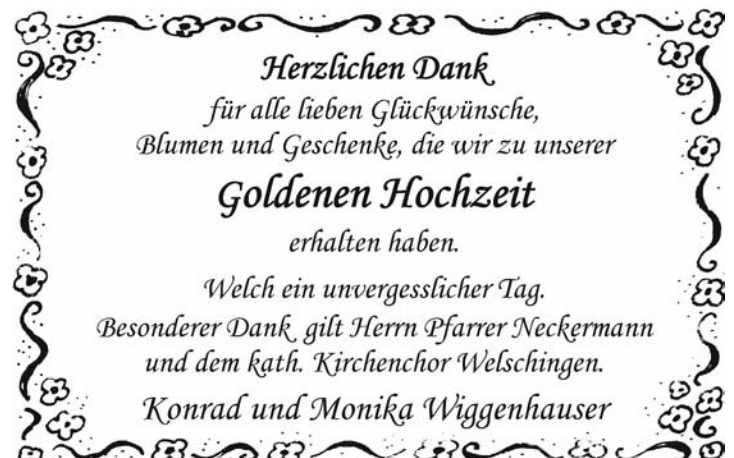 Herzlichen Dank
für alle lieben Glückwünsche,
Blumen und Geschenke, die wir zu unserer
Goldenen Hochzeit
erhalten haben.
Welch ein unvergesslicher Tag.
Besonderer Dank gilt Herrn Pfarrer Neckermann
und dem kath. Kirchenchor Welschingen.
Konrad und Monika Wiggenhauser